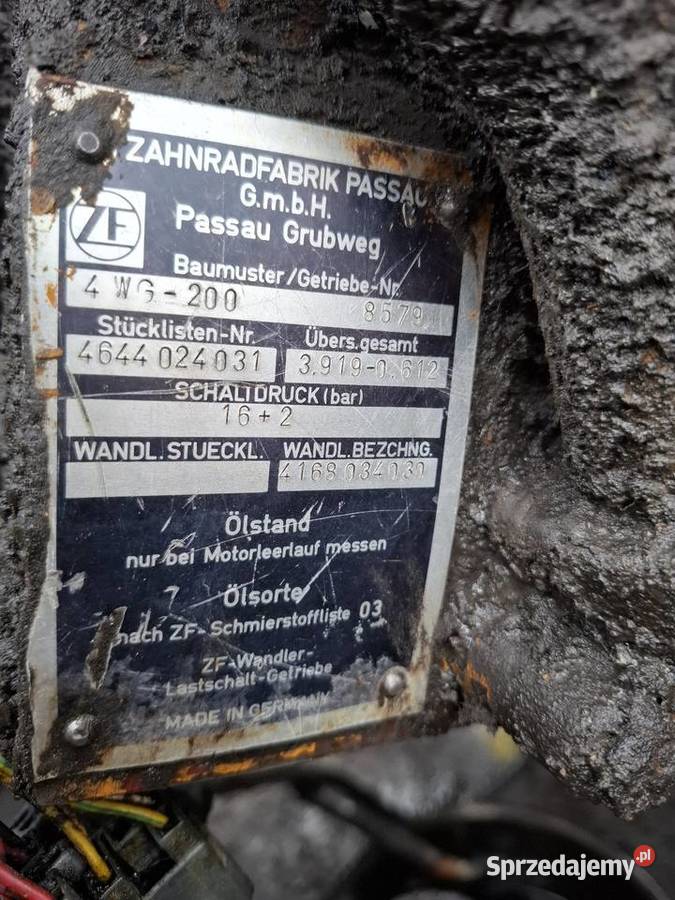 ZAHNRADFABRIK PASSAU
G.m.b.H.
ZF
Passau Grubweg
Baumuster/Getriebe-Nr.
4 WG-200 8579
Stücklisten-Nr. Übers.gesamt
4644 024 031 3,919-0,612
SCHALTDRUCK (bar)
16+2
WANDL.STUECKL. WANDL.BEZCHNG.
4168 034 030
Ölstand
nur bei Motorleerlauf messen
Ölsorte
nach ZF-Schmierstoffliste 03
ZF-Wandler-
Lastschalt-Getriebe
MADE IN GERMANY
Sprzedajemy.pl